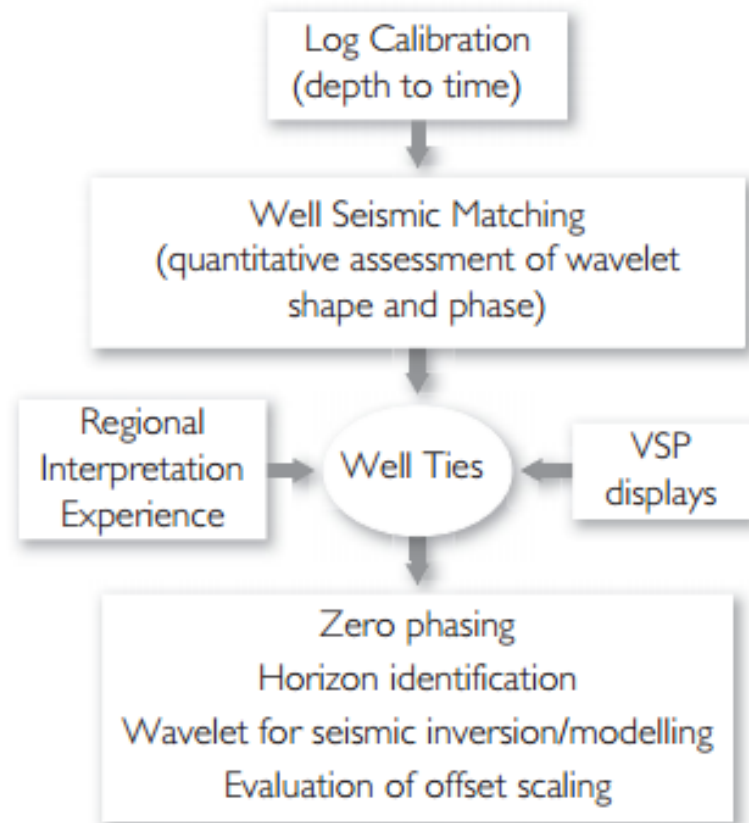 Log Calibration
(depth to time)
Well Seismic Matching
(quantitative assessment of wavelet
shape and phase)
Regional
Interpretation
Experience
Well Ties
VSP
displays
Zero phasing
Horizon identification
Wavelet for seismic inversion/modelling
Evaluation of offset scaling